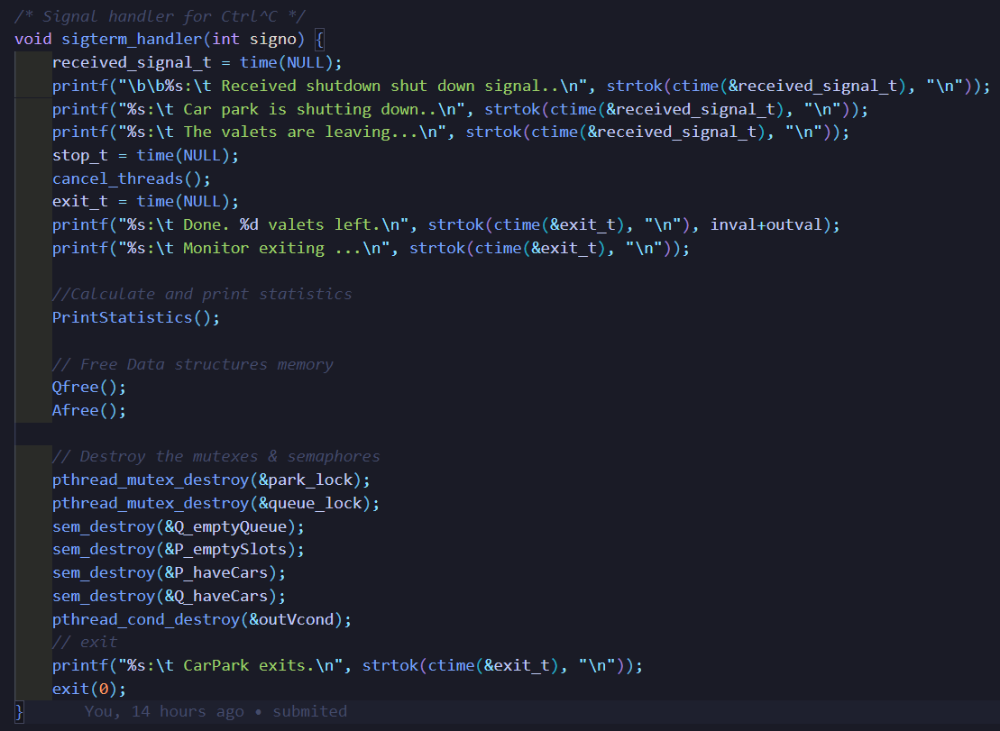 /* Signal handler for Ctrl^C */
void sigterm_handler(int signo) {
    received_signal_t = time(NULL);
    printf("\b\b%s:\t Received shutdown shut down signal..\n", strtok(ctime(&received_signal_t), "\n"));
    printf("%s:\t Car park is shutting down..\n", strtok(ctime(&received_signal_t), "\n"));
    printf("%s:\t The valets are leaving...\n", strtok(ctime(&received_signal_t), "\n"));
    stop_t = time(NULL);
    cancel_threads();
    exit_t = time(NULL);
    printf("%s:\t Done. %d valets left.\n", strtok(ctime(&exit_t), "\n"), inval+outval);
    printf("%s:\t Monitor exiting ...\n", strtok(ctime(&exit_t), "\n"));

    //Calculate and print statistics
    PrintStatistics();

    // Free Data structures memory
    Qfree();
    Afree();

    // Destroy the mutexes & semaphores
    pthread_mutex_destroy(&park_lock);
    pthread_mutex_destroy(&queue_lock);
    sem_destroy(&Q_emptyQueue);
    sem_destroy(&P_emptySlots);
    sem_destroy(&P_haveCars);
    sem_destroy(&Q_haveCars);
    pthread_cond_destroy(&outVcond);
    // exit
    printf("%s:\t CarPark exits.\n", strtok(ctime(&exit_t), "\n"));
    exit(0);
}    You, 14 hours ago • submited